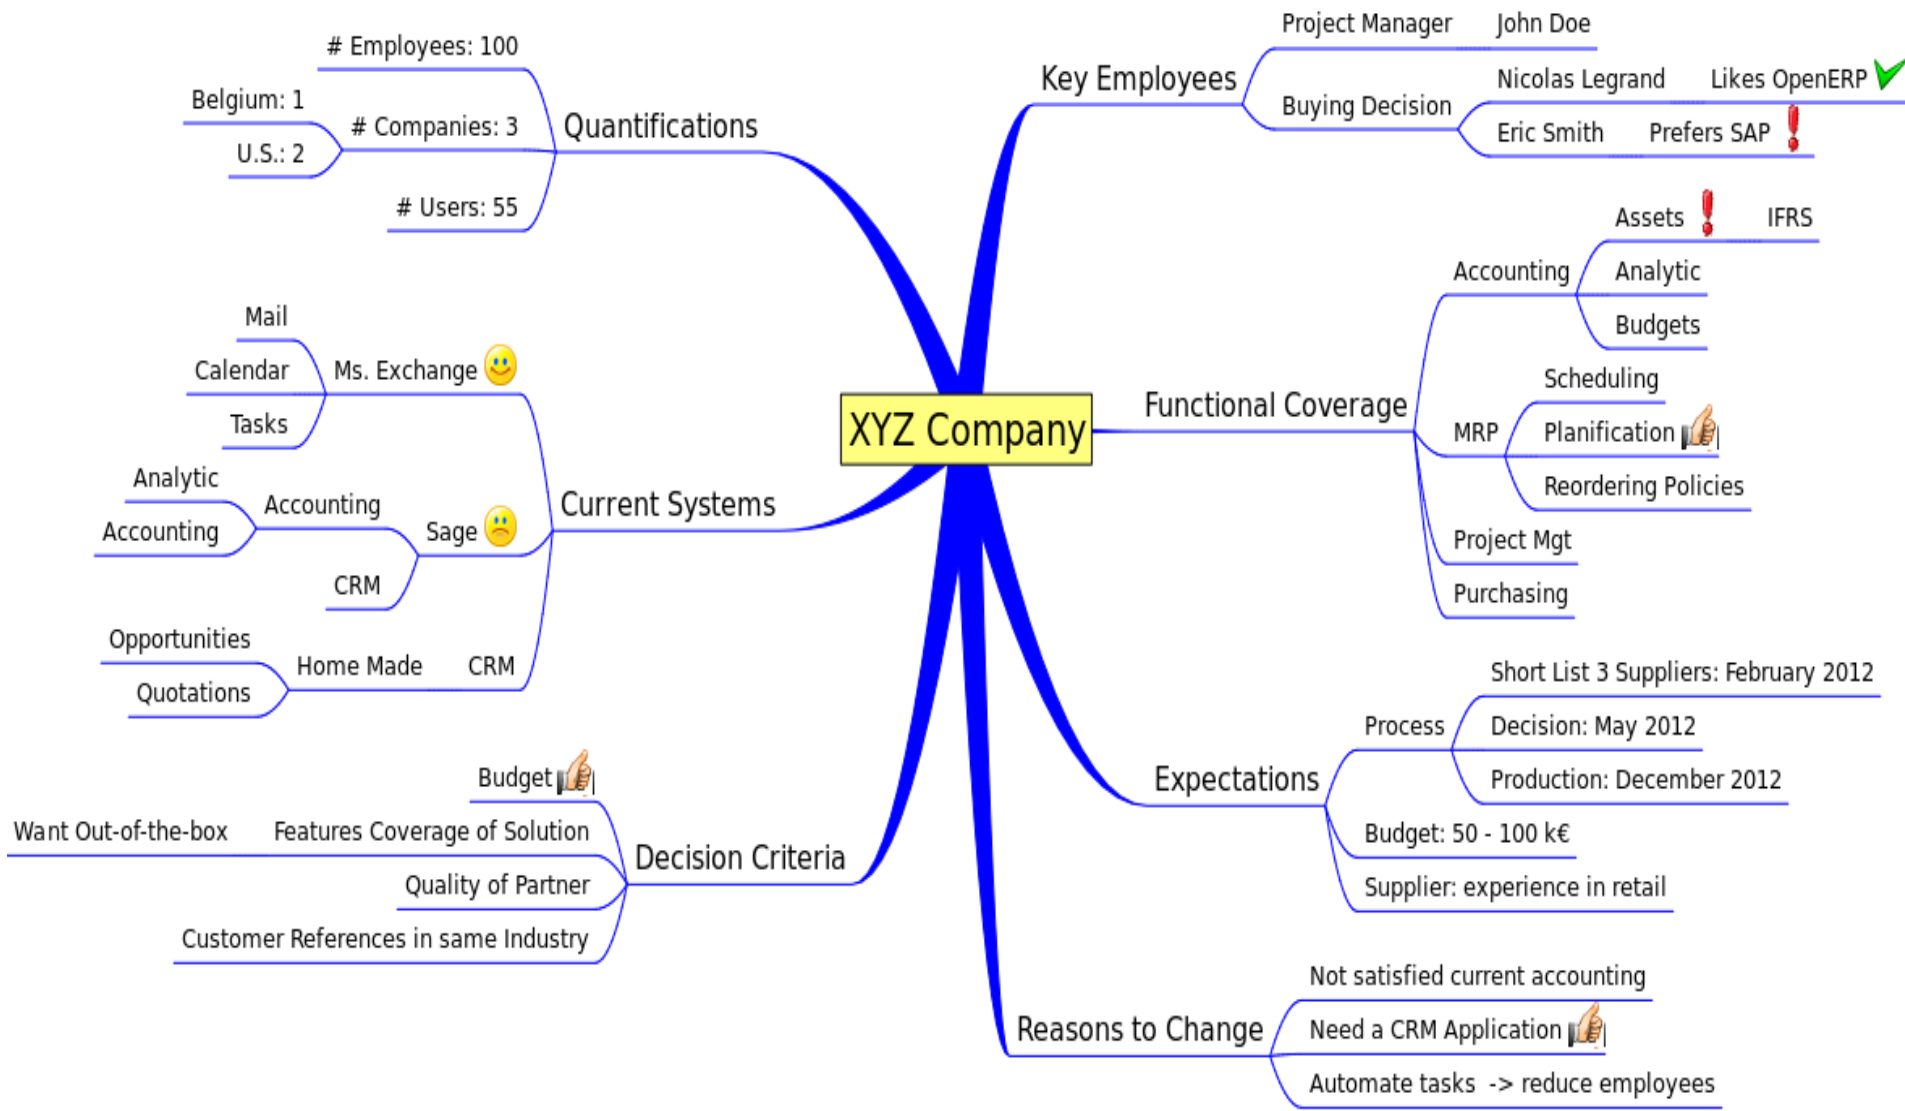 XYZ Company
Quantifications
# Employees: 100
# Companies: 3
Belgium: 1
U.S.: 2
# Users: 55
Current Systems
Ms. Exchange
Mail
Calendar
Tasks
Sage
Accounting
Analytic
Accounting
CRM
CRM
Home Made
Opportunities
Quotations
Decision Criteria
Budget
Features Coverage of Solution
Want Out-of-the-box
Quality of Partner
Customer References in same Industry
Key Employees
Project Manager
John Doe
Buying Decision
Nicolas Legrand
Likes OpenERP
Eric Smith
Prefers SAP
Functional Coverage
Accounting
Assets
IFRS
Analytic
Budgets
MRP
Scheduling
Planification
Reordering Policies
Project Mgt
Purchasing
Expectations
Process
Short List 3 Suppliers: February 2012
Decision: May 2012
Production: December 2012
Budget: 50 - 100 k€
Supplier: experience in retail
Reasons to Change
Not satisfied current accounting
Need a CRM Application
Automate tasks -> reduce employees